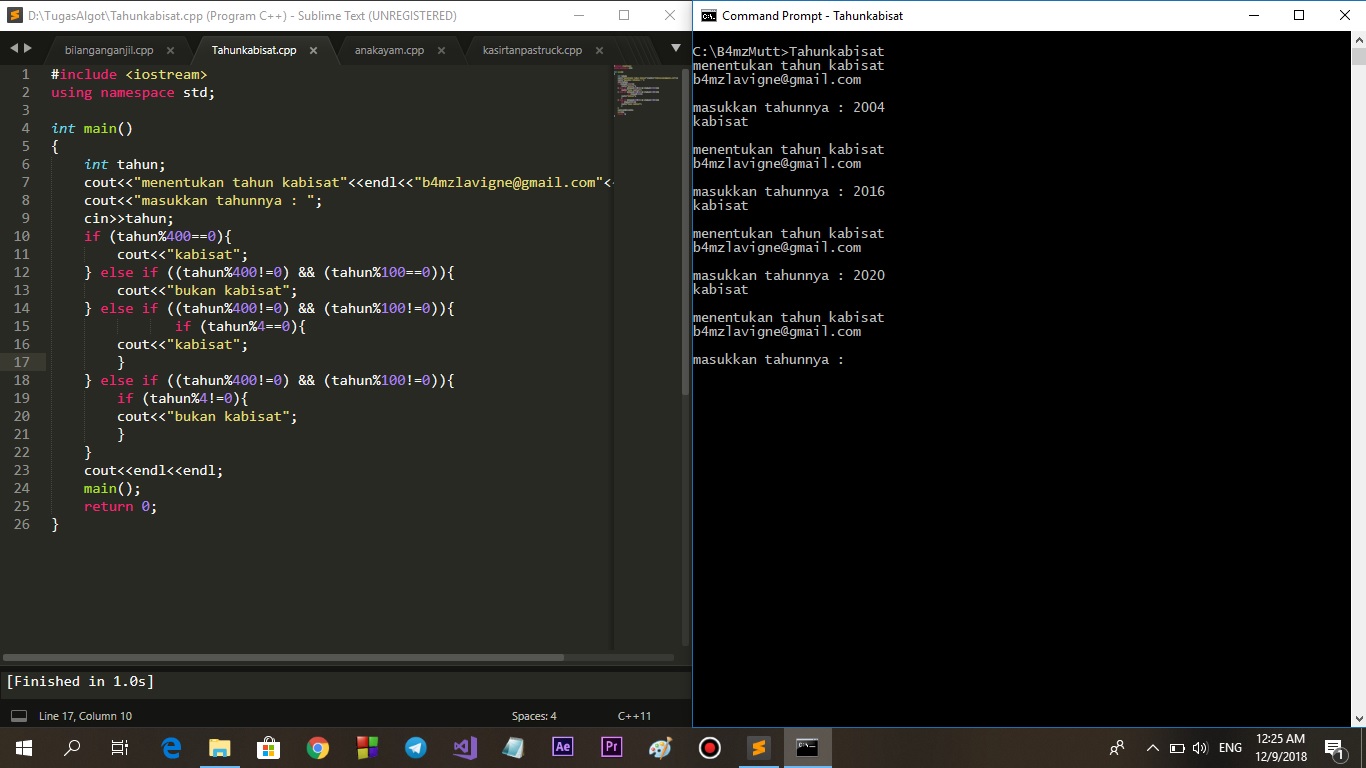 D:\TugasAlgot\Tahunkabisat.cpp (Program C++) - Sublime Text (UNREGISTERED)
bilanganganjil.cpp
Tahunkabisat.cpp
anakayam.cpp
kasirtanpastruck.cpp
1 #include <iostream>
2 using namespace std;
3
4 int main()
5 {
6 int tahun;
7 cout<<"menentukan tahun kabisat"<<endl<<"b4mzlavigne@gmail.com"<
8 cout<<"masukkan tahunnya : ";
9 cin>>tahun;
10 if (tahun%400==0){
11 cout<<"kabisat";
12 } else if ((tahun%400!=0) && (tahun%100==0)){
13 cout<<"bukan kabisat";
14 } else if ((tahun%400!=0) && (tahun%100!=0)){
15 if (tahun%4==0){
16 cout<<"kabisat";
17 }
18 } else if ((tahun%400!=0) && (tahun%100!=0)){
19 if (tahun%4!=0){
20 cout<<"bukan kabisat";
21 }
22 }
23 cout<<endl<<endl;
24 main();
25 return 0;
26 }
[Finished in 1.0s]
Line 17, Column 10
Spaces: 4
C++11
Command Prompt - Tahunkabisat
C:\B4mzMutt>Tahunkabisat
menentukan tahun kabisat
b4mzlavigne@gmail.com
masukkan tahunnya : 2004
kabisat
menentukan tahun kabisat
b4mzlavigne@gmail.com
masukkan tahunnya : 2016
kabisat
menentukan tahun kabisat
b4mzlavigne@gmail.com
masukkan tahunnya : 2020
kabisat
menentukan tahun kabisat
b4mzlavigne@gmail.com
masukkan tahunnya :
Ae
Pr
ENG
12:25 AM
12/9/2018
1